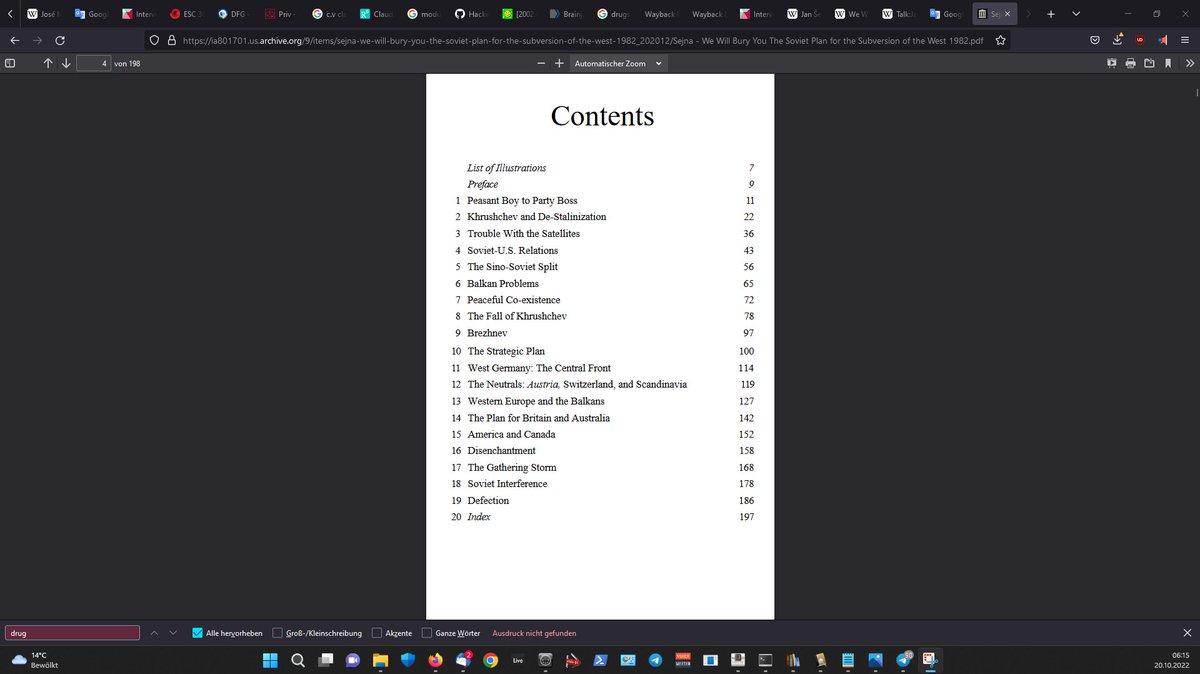 José M
Goog
Interv
ESC
DFG
Priv
c.v cl
Claud
modu
Hacke
[2002
Brainj
drugs
Wayback
Wayback
Interv
Jan Še
We W
Talk:Ja
Goog
Sej
https://ia801701.us.archive.org/9/items/sejna-we-will-bury-you-the-soviet-plan-for-the-subversion-of-the-west-1982_202012/Sejna - We Will Bury You The Soviet Plan for the Subversion of the West 1982.pdf
4 von 198
Automatischer Zoom
Contents
List of Illustrations 7
Preface 9
1 Peasant Boy to Party Boss 11
2 Khrushchev and De-Stalinization 22
3 Trouble With the Satellites 36
4 Soviet-U.S. Relations 43
5 The Sino-Soviet Split 56
6 Balkan Problems 65
7 Peaceful Co-existence 72
8 The Fall of Khrushchev 78
9 Brezhnev 97
10 The Strategic Plan 100
11 West Germany: The Central Front 114
12 The Neutrals: Austria, Switzerland, and Scandinavia 119
13 Western Europe and the Balkans 127
14 The Plan for Britain and Australia 142
15 America and Canada 152
16 Disenchantment 158
17 The Gathering Storm 168
18 Soviet Interference 178
19 Defection 186
20 Index 197
drug
Alle hervorheben
Groß-/Kleinschreibung
Akzente
Ganze Wörter
Ausdruck nicht gefunden
14°C
Bewölkt
Live
06:15
20.10.2022